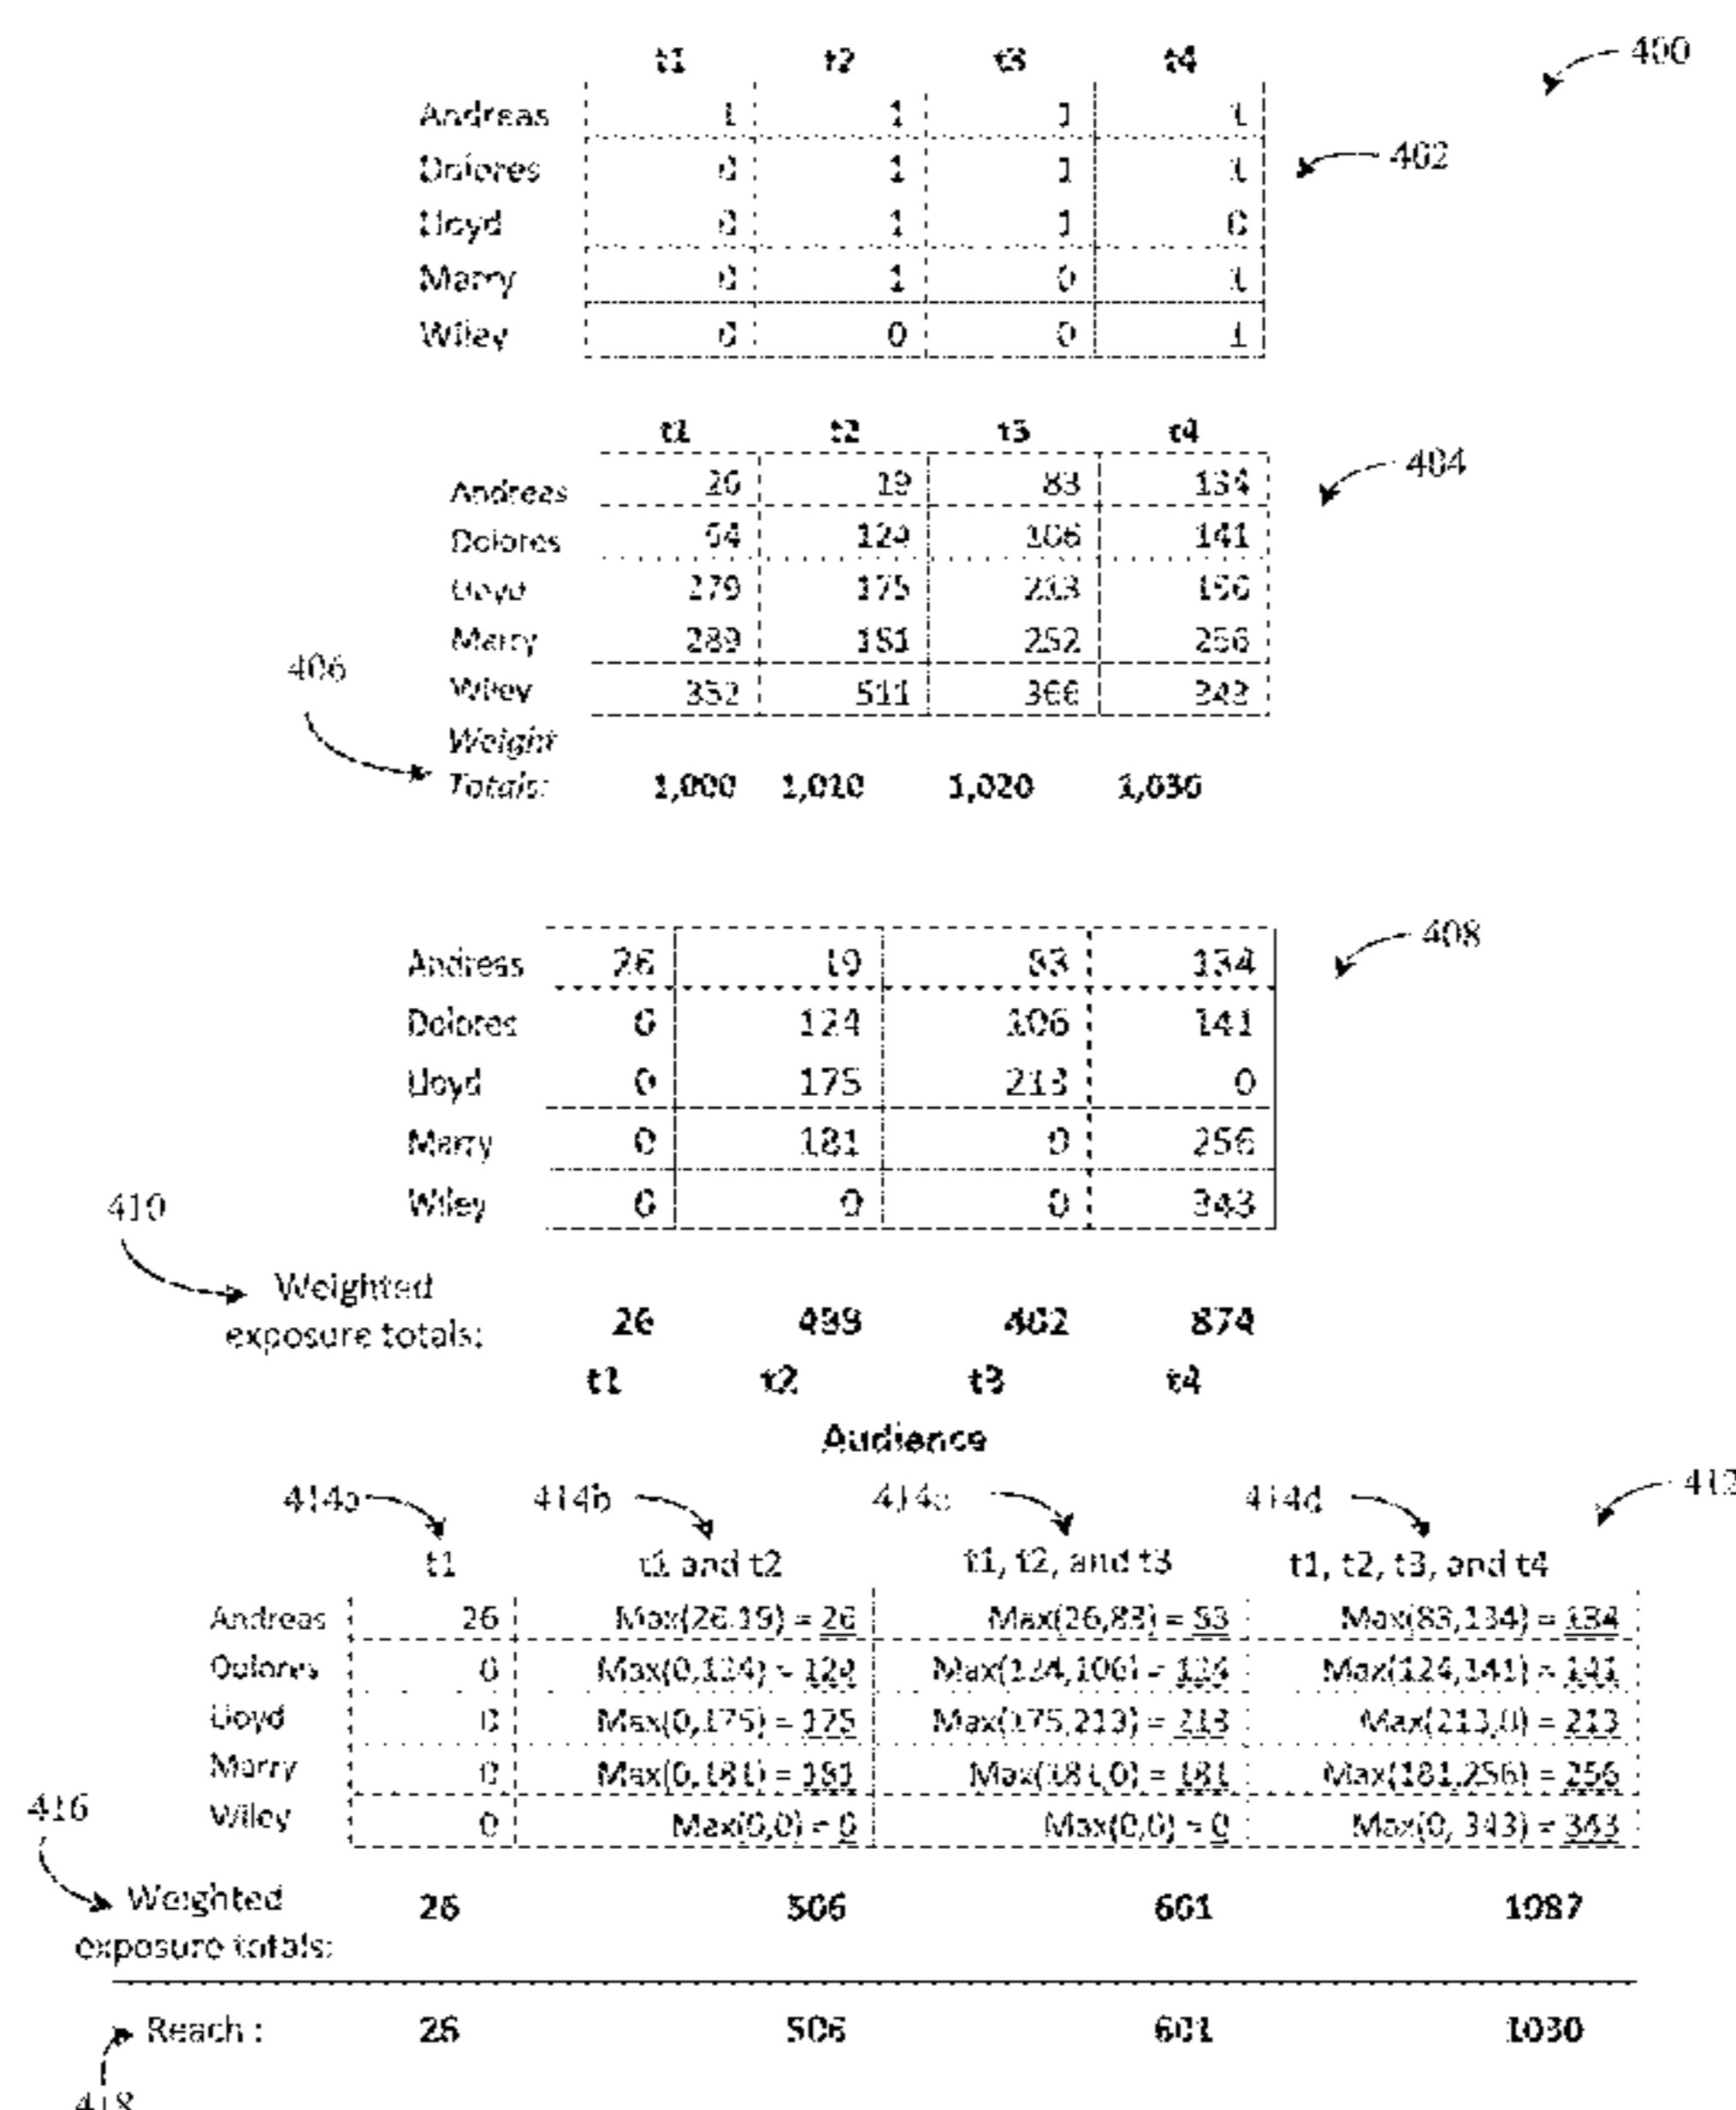 t1 t2 t3 t4
400
Andreas 1 1 1 1
Dolores 0 1 1 1
402
Lloyd 0 1 1 0
Marry 0 1 0 1
Wiley 0 0 0 1
t1 t2 t3 t4
404
Andreas 26 19 83 134
Dolores 54 124 106 141
Lloyd 279 175 213 156
Marry 289 181 252 256
406
Wiley 352 511 366 343
Weight
Totals: 1,000 1,010 1,020 1,030
408
Andreas 26 19 83 134
Dolores 0 124 106 141
Lloyd 0 175 213 0
Marry 0 181 0 256
Wiley 0 0 0 343
410
Weighted
exposure totals: 26 499 402 874
t1 t2 t3 t4
Audience
414a 414b 414c 414d 412
t1 t1 and t2 t1, t2, and t3 t1, t2, t3, and t4
Andreas 26 Max(26,19) = 26 Max(26,83) = 83 Max(83,134) = 134
Dolores 0 Max(0,124) = 124 Max(124,106) = 124 Max(124,141) = 141
Lloyd 0 Max(0,175) = 175 Max(175,213) = 213 Max(213,0) = 213
Marry 0 Max(0,181) = 181 Max(181,0) = 181 Max(181,256) = 256
Wiley 0 Max(0,0) = 0 Max(0,0) = 0 Max(0, 343) = 343
416
Weighted
exposure totals: 26 506 601 1087
Reach : 26 506 601 1030
418